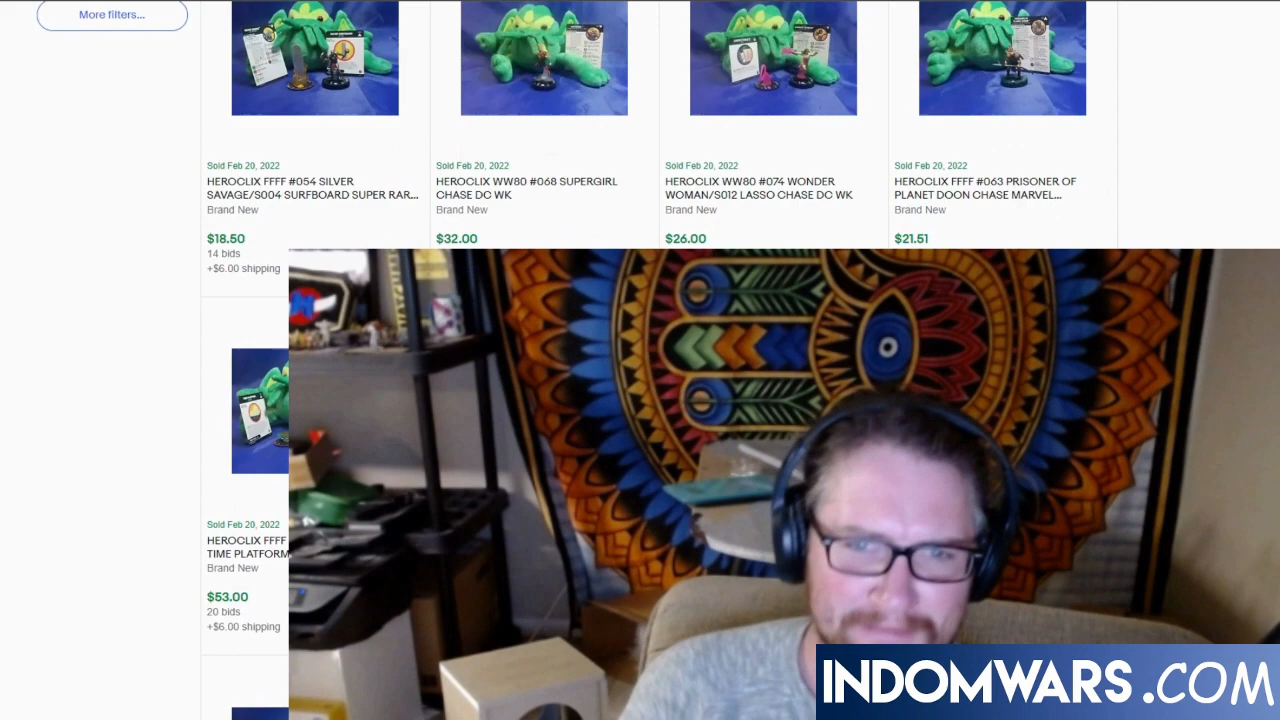 More filters...
Sold Feb 20, 2022
HEROCLIX FFFF #054 SILVER
SAVAGE/S004 SURFBOARD SUPER RAR...
Brand New
$18.50
14 bids
+$6.00 shipping
Sold Feb 20, 2022
HEROCLIX WW80 #068 SUPERGIRL
CHASE DC WK
Brand New
$32.00
Sold Feb 20, 2022
HEROCLIX WW80 #074 WONDER
WOMAN/S012 LASSO CHASE DC WK
Brand New
$26.00
Sold Feb 20, 2022
HEROCLIX FFFF #063 PRISONER OF
PLANET DOON CHASE MARVEL...
Brand New
$21.51
Sold Feb 20, 2022
HEROCLIX FFFF
TIME PLATFORM
Brand New
$53.00
20 bids
+$6.00 shipping
INDOMWARS.COM